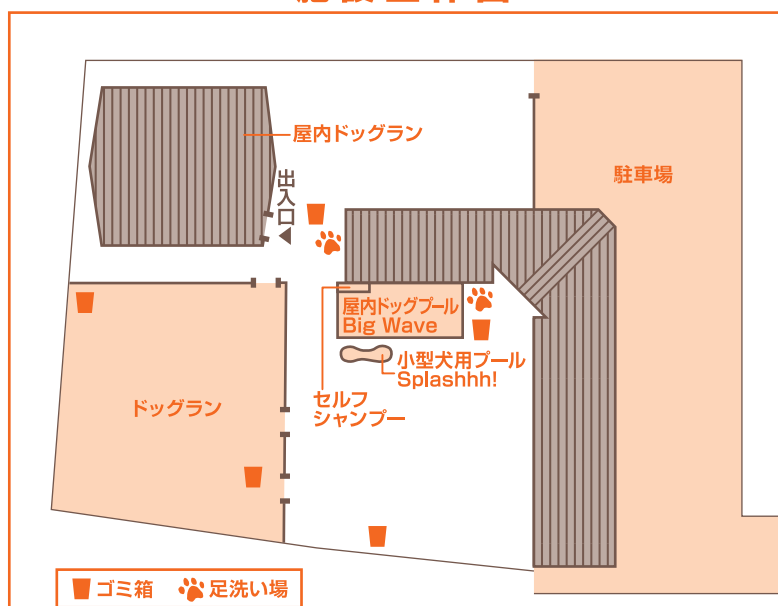 屋内ドッグラン
駐車場
出入口
屋内ドッグプール
Big Wave
小型犬用プール
Splashhh!
セルフ
シャンプー
ドッグラン
ゴミ箱
足洗い場